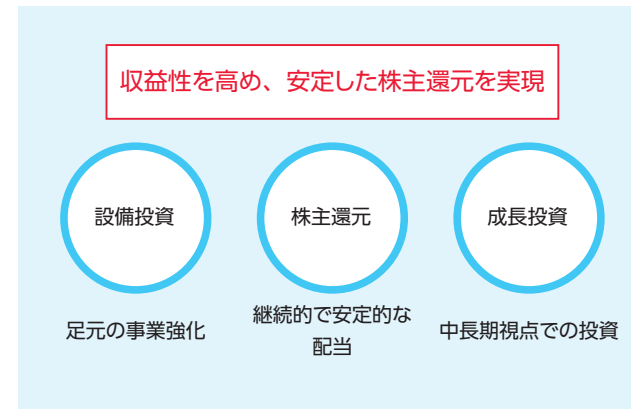 収益性を高め、安定した株主還元を実現
設備投資
株主還元
成長投資
足元の事業強化
継続的で安定的な
配当
中長期視点での投資